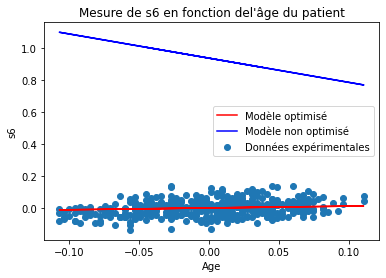 Mesure de s6 en fonction del'âge du patient
1.0
0.8
0.6
0.4
0.2
0.0
s6
Modèle optimisé
Modèle non optimisé
Données expérimentales
−0.10
−0.05
0.00
0.05
0.10
Age